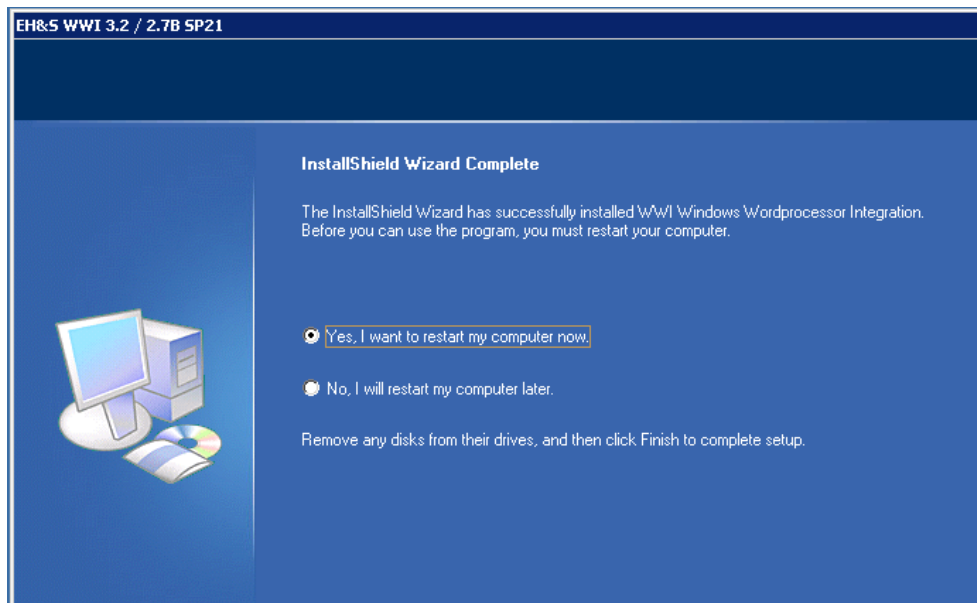 EH&S WWI 3.2 / 2.7B SP21
InstallShield Wizard Complete
The InstallShield Wizard has successfully installed WWI Windows Wordprocessor Integration.
Before you can use the program, you must restart your computer.
Yes, I want to restart my computer now.
No, I will restart my computer later.
Remove any disks from their drives, and then click Finish to complete setup.